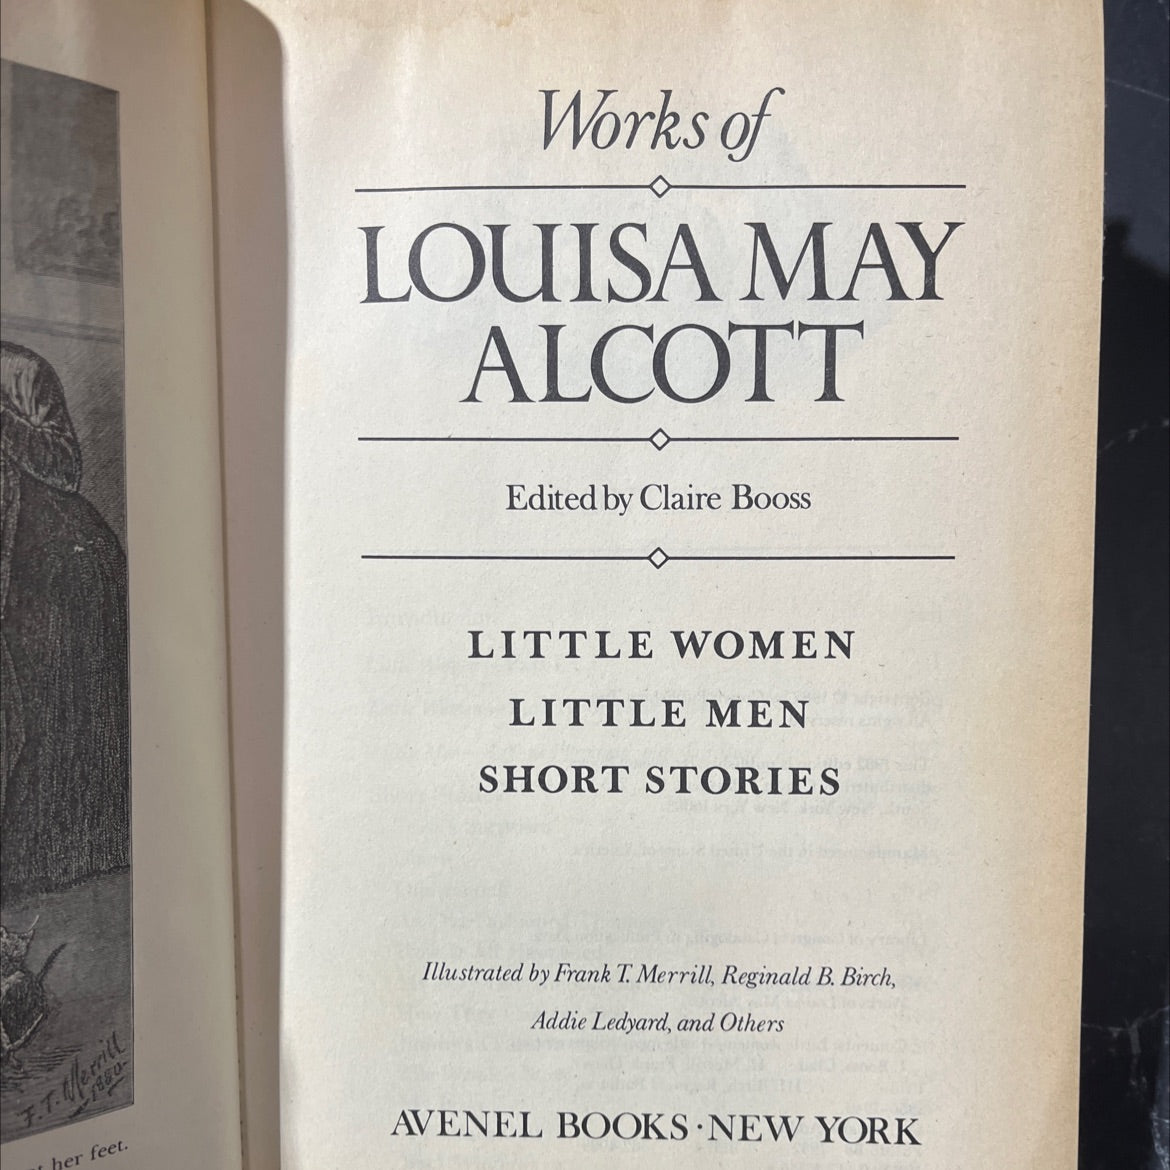 Works of
LOUISA MAY
ALCOTT
Edited by Claire Booss
LITTLE WOMEN
LITTLE MEN
SHORT STORIES
Illustrated by Frank T. Merrill, Reginald B. Birch,
Addie Ledyard, and Others
AVENEL BOOKS · NEW YORK
F. T. Merrill
1880
her feet.